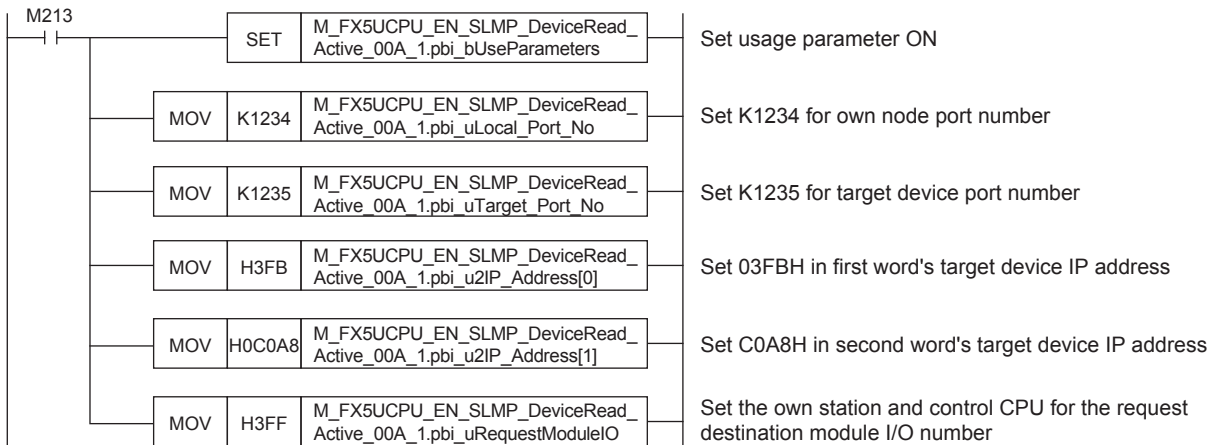 M213
SET M_FX5UCPU_EN_SLMP_DeviceRead_
Active_00A_1.pbi_bUseParameters
Set usage parameter ON
MOV K1234 M_FX5UCPU_EN_SLMP_DeviceRead_
Active_00A_1.pbi_uLocal_Port_No
Set K1234 for own node port number
MOV K1235 M_FX5UCPU_EN_SLMP_DeviceRead_
Active_00A_1.pbi_uTarget_Port_No
Set K1235 for target device port number
MOV H3FB M_FX5UCPU_EN_SLMP_DeviceRead_
Active_00A_1.pbi_u2IP_Address[0]
Set 03FBH in first word's target device IP address
MOV H0C0A8 M_FX5UCPU_EN_SLMP_DeviceRead_
Active_00A_1.pbi_u2IP_Address[1]
Set C0A8H in second word's target device IP address
MOV H3FF M_FX5UCPU_EN_SLMP_DeviceRead_
Active_00A_1.pbi_uRequestModuleIO
Set the own station and control CPU for the request
destination module I/O number